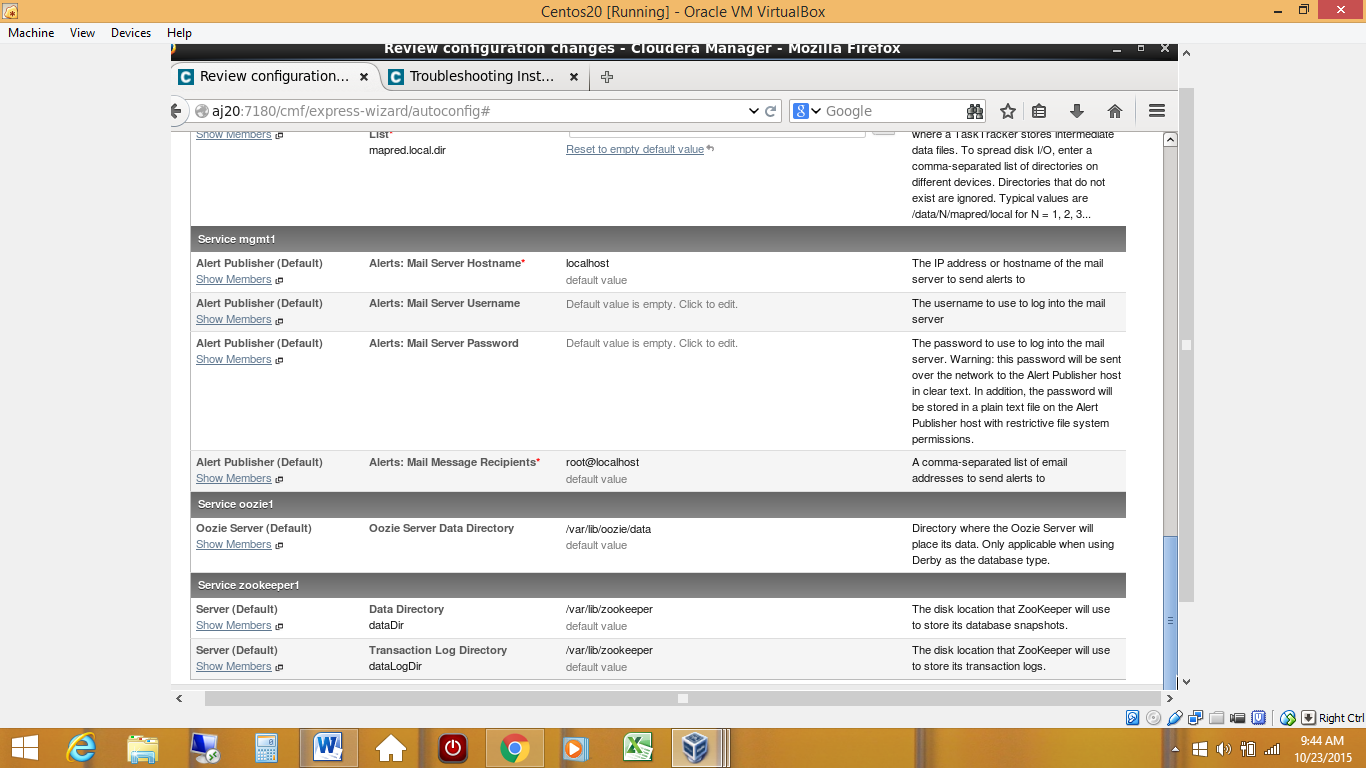 Centos20 [Running] - Oracle VM VirtualBox
Machine View Devices Help
Review configuration changes - Cloudera Manager - Mozilla Firefox
Review configuration... Troubleshooting Inst...
aj20:7180/cmf/express-wizard/autoconfig# Google
Show Members List* where a TaskTracker stores intermediate
mapred.local.dir Reset to empty default value data files. To spread disk I/O, enter a
comma-separated list of directories on
different devices. Directories that do not
exist are ignored. Typical values are
/data/N/mapred/local for N = 1, 2, 3...
Service mgmt1
Alert Publisher (Default) Alerts: Mail Server Hostname* localhost The IP address or hostname of the mail
Show Members default value server to send alerts to
Alert Publisher (Default) Alerts: Mail Server Username Default value is empty. Click to edit. The username to use to log into the mail
Show Members server
Alert Publisher (Default) Alerts: Mail Server Password Default value is empty. Click to edit. The password to use to log into the mail
Show Members server. Warning: this password will be sent
over the network to the Alert Publisher host
in clear text. In addition, the password will
be stored in a plain text file on the Alert
Publisher host with restrictive file system
permissions.
Alert Publisher (Default) Alerts: Mail Message Recipients* root@localhost A comma-separated list of email
Show Members default value addresses to send alerts to
Service oozie1
Oozie Server (Default) Oozie Server Data Directory /var/lib/oozie/data Directory where the Oozie Server will
Show Members default value place its data. Only applicable when using
Derby as the database type.
Service zookeeper1
Server (Default) Data Directory /var/lib/zookeeper The disk location that ZooKeeper will use
Show Members dataDir default value to store its database snapshots.
Server (Default) Transaction Log Directory /var/lib/zookeeper The disk location that ZooKeeper will use
Show Members dataLogDir default value to store its transaction logs.
Right Ctrl
9:44 AM
10/23/2015